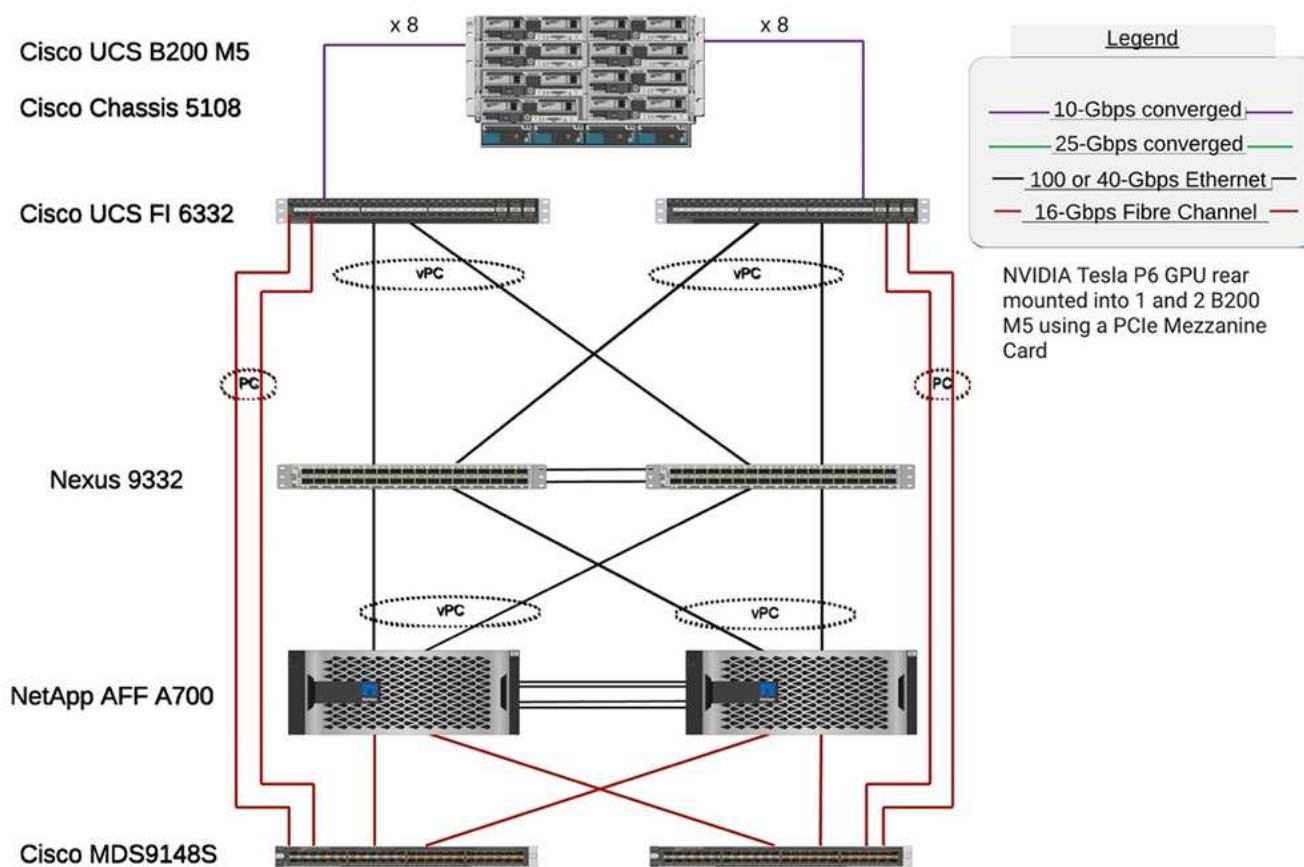 x 8
x 8
Cisco UCS B200 M5
Cisco Chassis 5108
Legend
10-Gbps converged
25-Gbps converged
100 or 40-Gbps Ethernet
16-Gbps Fibre Channel
Cisco UCS FI 6332
vPC
vPC
NVIDIA Tesla P6 GPU rear
mounted into 1 and 2 B200
M5 using a PCIe Mezzanine
Card
PC
PC
Nexus 9332
vPC
vPC
NetApp AFF A700
Cisco MDS9148S